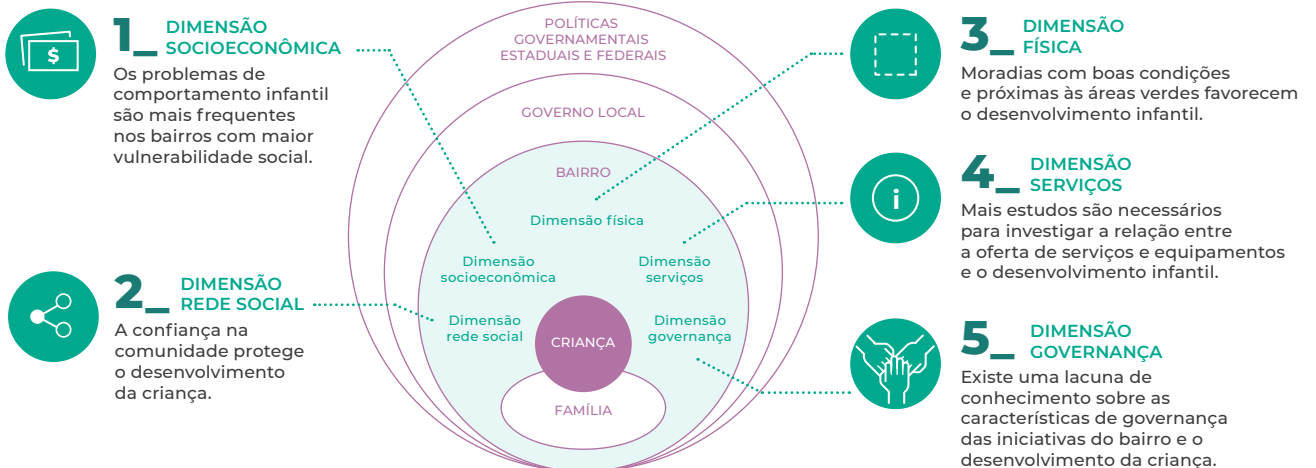 1_ DIMENSÃO
SOCIOECONÔMICA
Os problemas de
comportamento infantil
são mais frequentes
nos bairros com maior
vulnerabilidade social.
2_ DIMENSÃO
REDE SOCIAL
A confiança na
comunidade protege
o desenvolvimento
da criança.
POLÍTICAS
GOVERNAMENTAIS
ESTADUAIS E FEDERAIS
GOVERNO LOCAL
BAIRRO
Dimensão física
Dimensão
socioeconômica
Dimensão
serviços
Dimensão
rede social
CRIANÇA
Dimensão
governança
FAMÍLIA
3_ DIMENSÃO
FÍSICA
Moradias com boas condições
e próximas às áreas verdes favorecem
o desenvolvimento infantil.
4_ DIMENSÃO
SERVIÇOS
Mais estudos são necessários
para investigar a relação entre
a oferta de serviços e equipamentos
e o desenvolvimento infantil.
5_ DIMENSÃO
GOVERNANÇA
Existe uma lacuna de
conhecimento sobre as
características de governança
das iniciativas do bairro e o
desenvolvimento da criança.
$
i